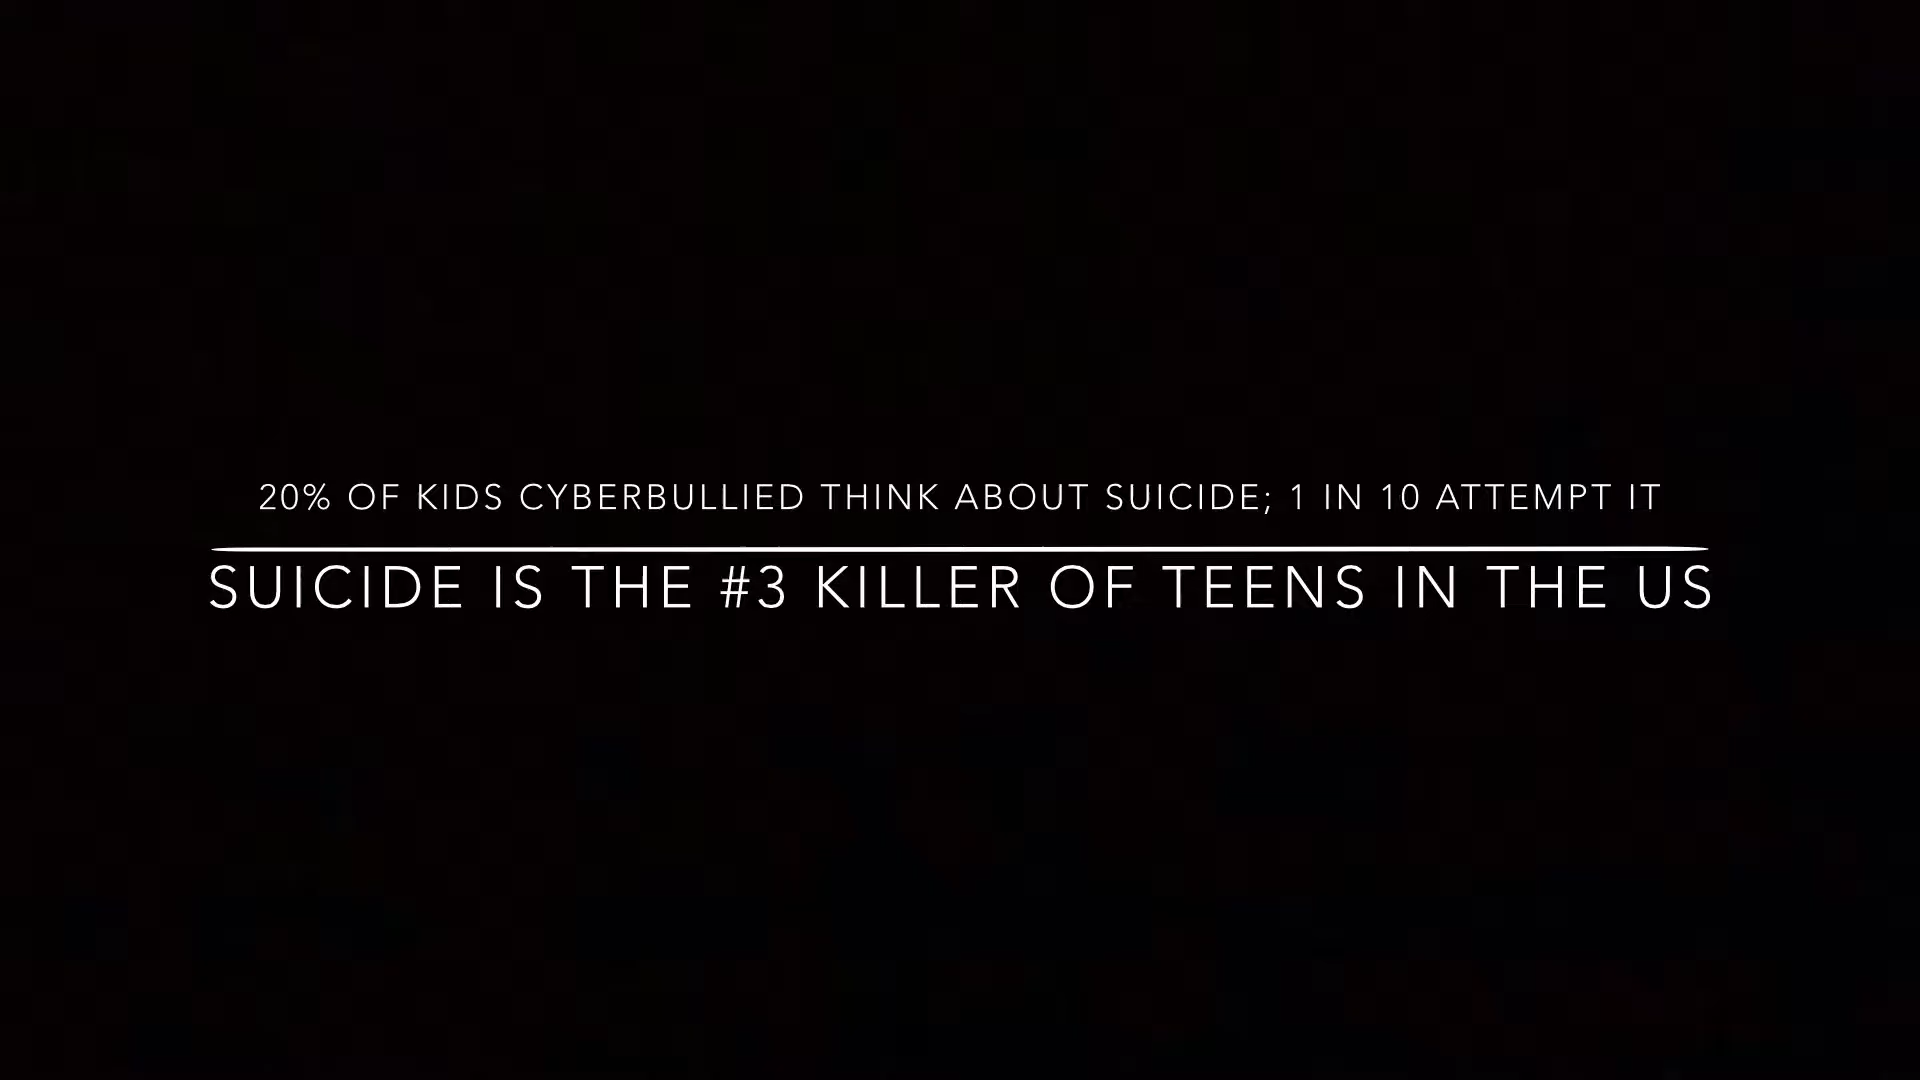 20% OF KIDS CYBERBULLIED THINK ABOUT SUICIDE; 1 IN 10 ATTEMPT IT
SUICIDE IS THE #3 KILLER OF TEENS IN THE US